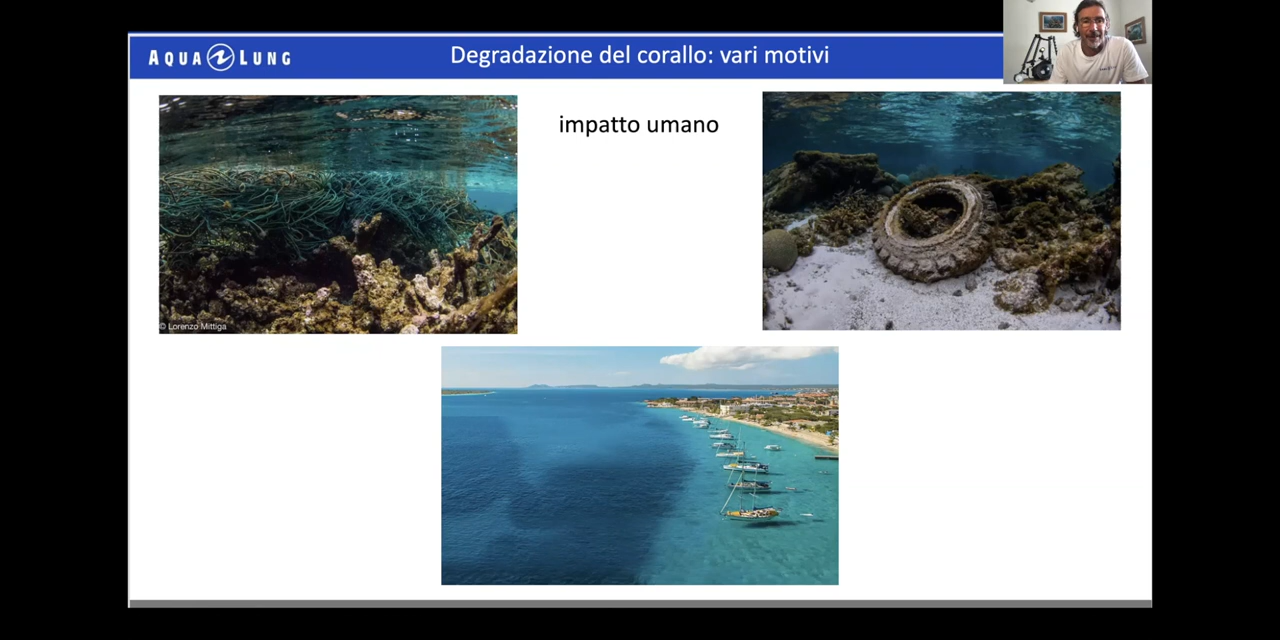 AQUA LUNG
Degradazione del corallo: vari motivi
impatto umano
© Lorenzo Mittiga